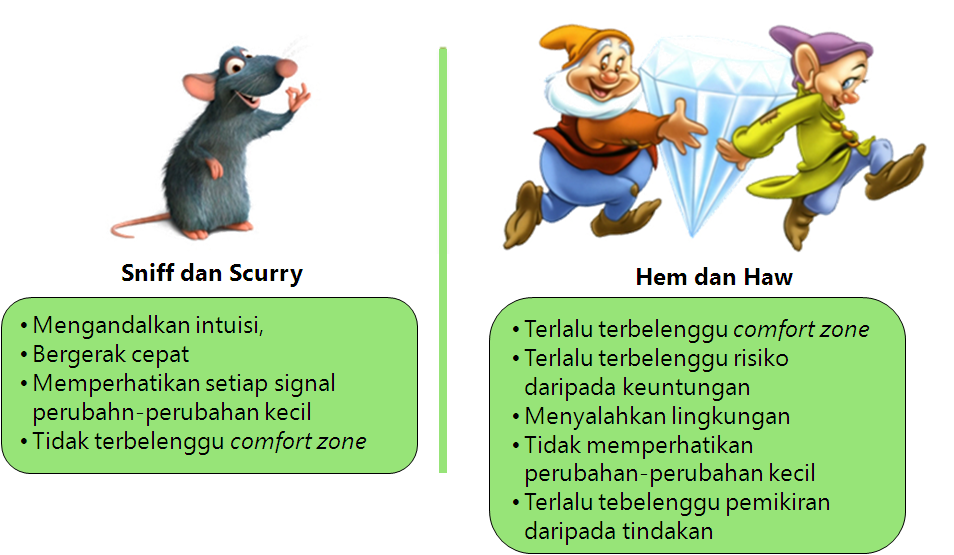 Sniff dan Scurry
• Mengandalkan intuisi,
• Bergerak cepat
• Memperhatikan setiap signal
perubahn-perubahan kecil
• Tidak terbelenggu comfort zone
Hem dan Haw
• Terlalu terbelenggu comfort zone
• Terlalu terbelenggu risiko
daripada keuntungan
• Menyalahkan lingkungan
• Tidak memperhatikan
perubahan-perubahan kecil
• Terlalu tebelenggu pemikiran
daripada tindakan